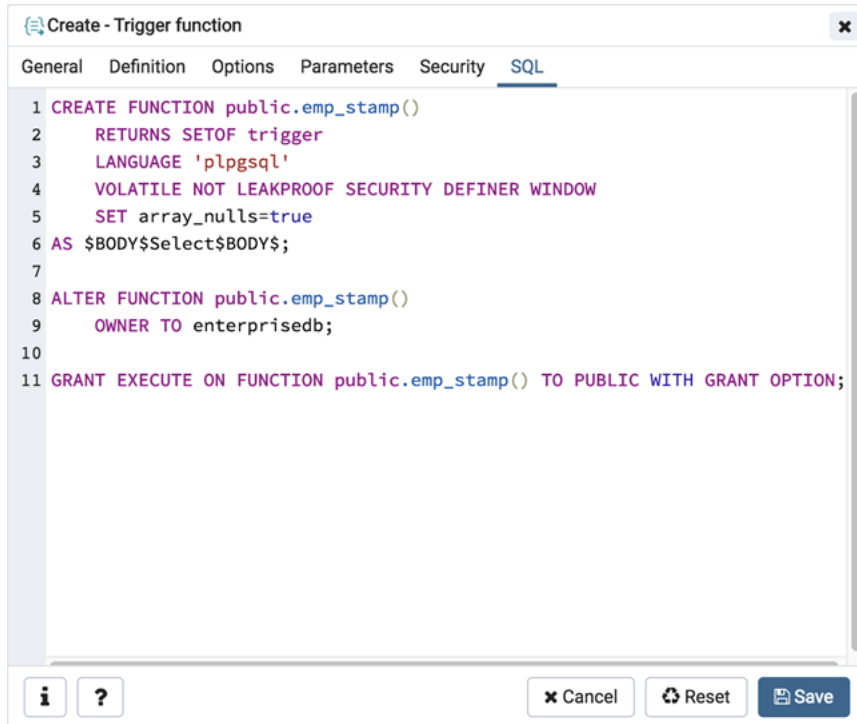 Create - Trigger function
General Definition Options Parameters Security SQL
1 CREATE FUNCTION public.emp_stamp()
2 RETURNS SETOF trigger
3 LANGUAGE 'plpgsql'
4 VOLATILE NOT LEAKPROOF SECURITY DEFINER WINDOW
5 SET array_nulls=true
6 AS $BODY$Select$BODY$;
7
8 ALTER FUNCTION public.emp_stamp()
9 OWNER TO enterprisedb;
10
11 GRANT EXECUTE ON FUNCTION public.emp_stamp() TO PUBLIC WITH GRANT OPTION;
i ? Cancel Reset Save